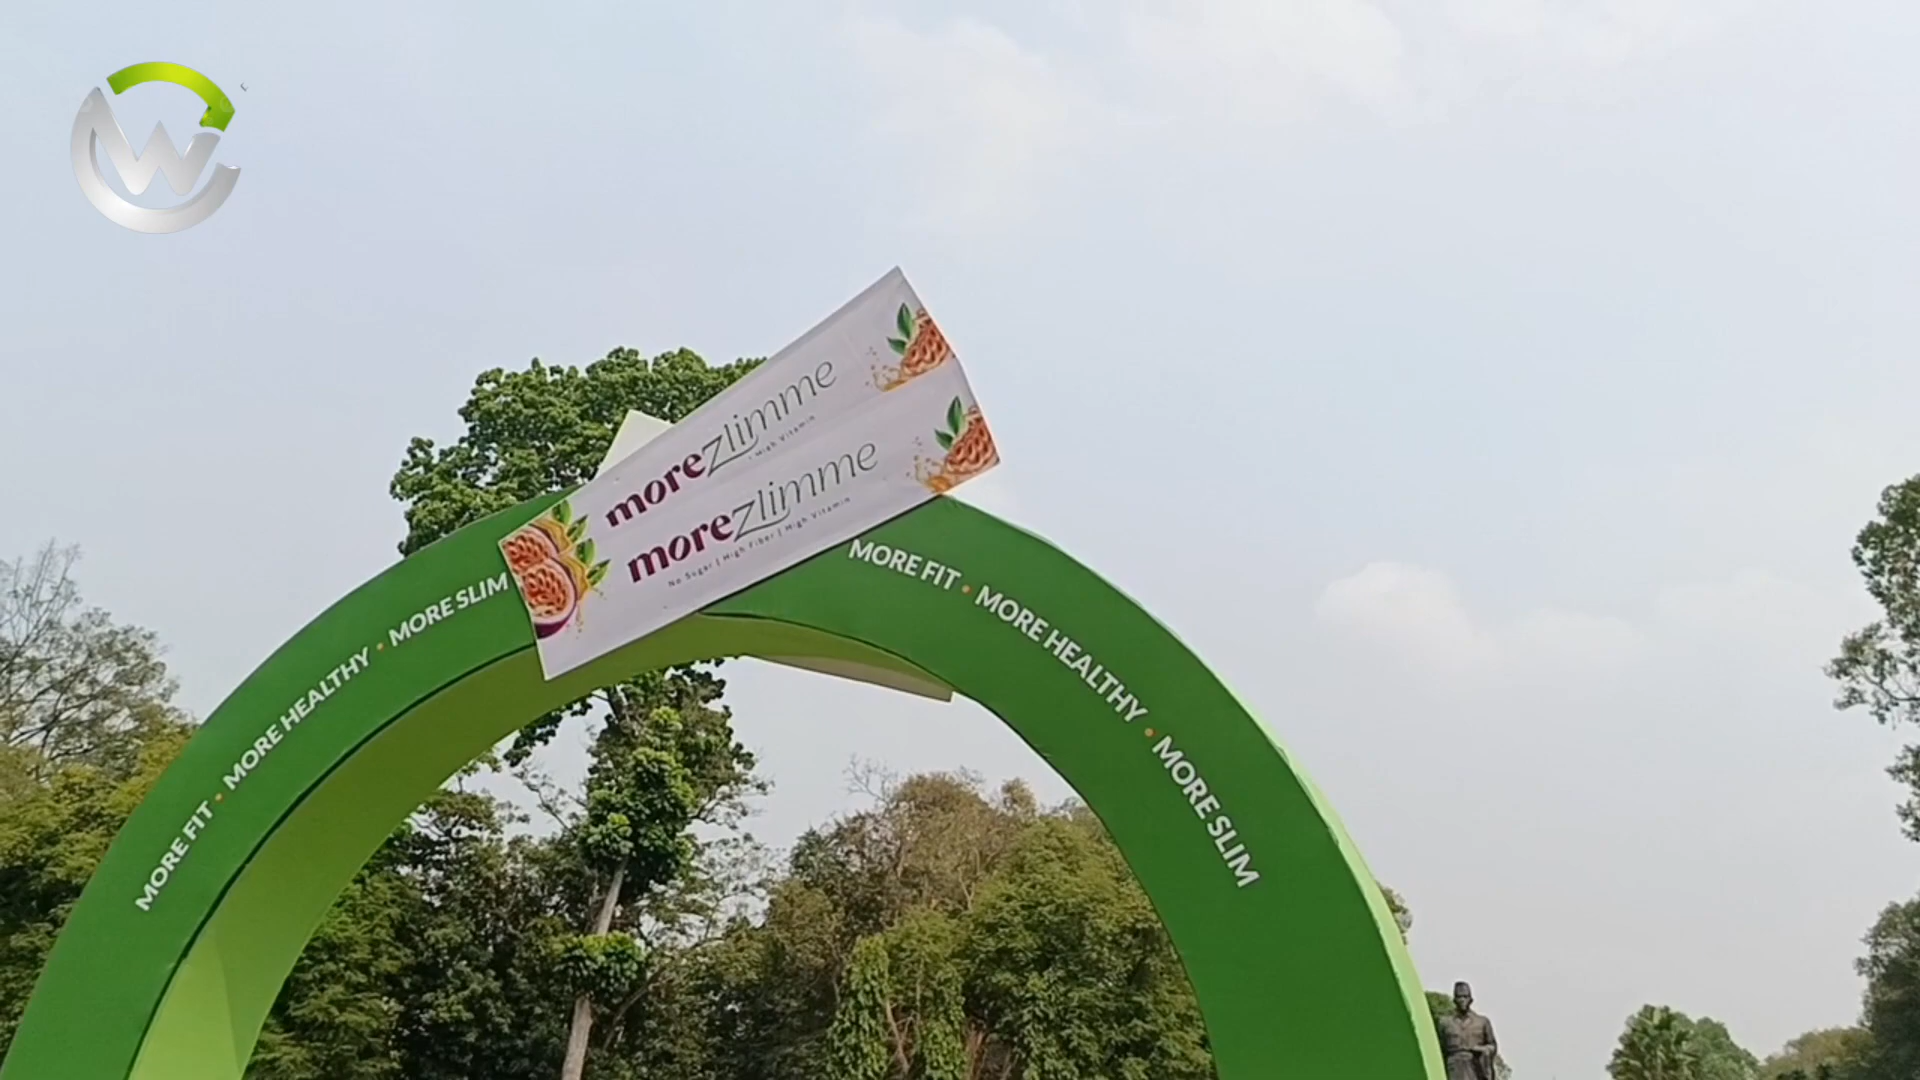 W
morezlimme
High Vitamin
morezlimme
No Sugar | High Fiber | High Vitamin
MORE FIT • MORE HEALTHY • MORE SLIM
MORE FIT • MORE HEALTHY • MORE SLIM